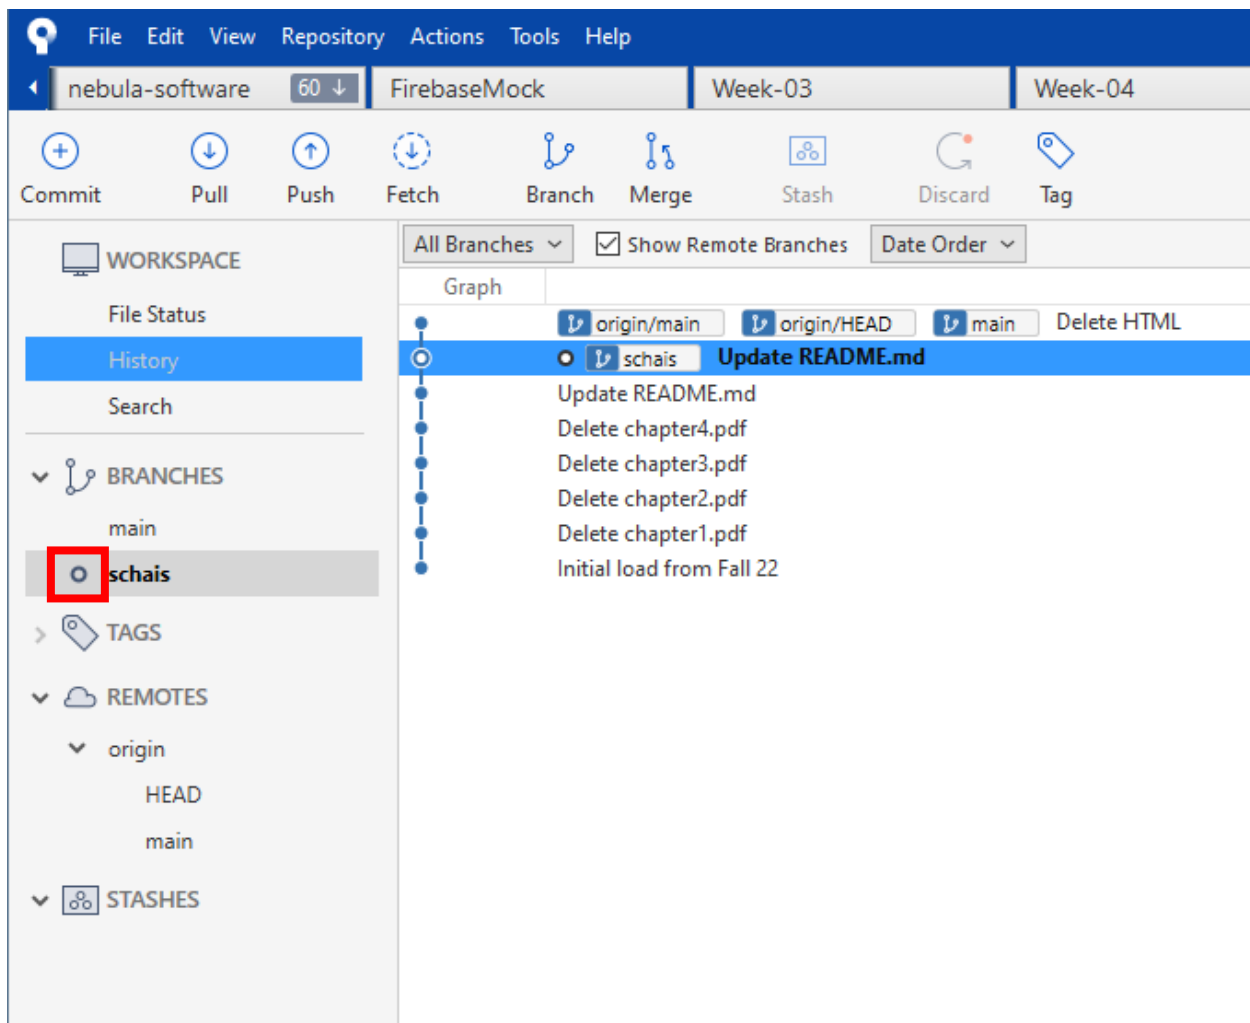 File Edit View Repository Actions Tools Help
nebula-software 60 ↓ FirebaseMock Week-03 Week-04
Commit Pull Push Fetch Branch Merge Stash Discard Tag
WORKSPACE
File Status
History
Search
BRANCHES
main
schais
TAGS
REMOTES
origin
HEAD
main
STASHES
All Branches Show Remote Branches Date Order
Graph
origin/main origin/HEAD main Delete HTML
schais Update README.md
Update README.md
Delete chapter4.pdf
Delete chapter3.pdf
Delete chapter2.pdf
Delete chapter1.pdf
Initial load from Fall 22